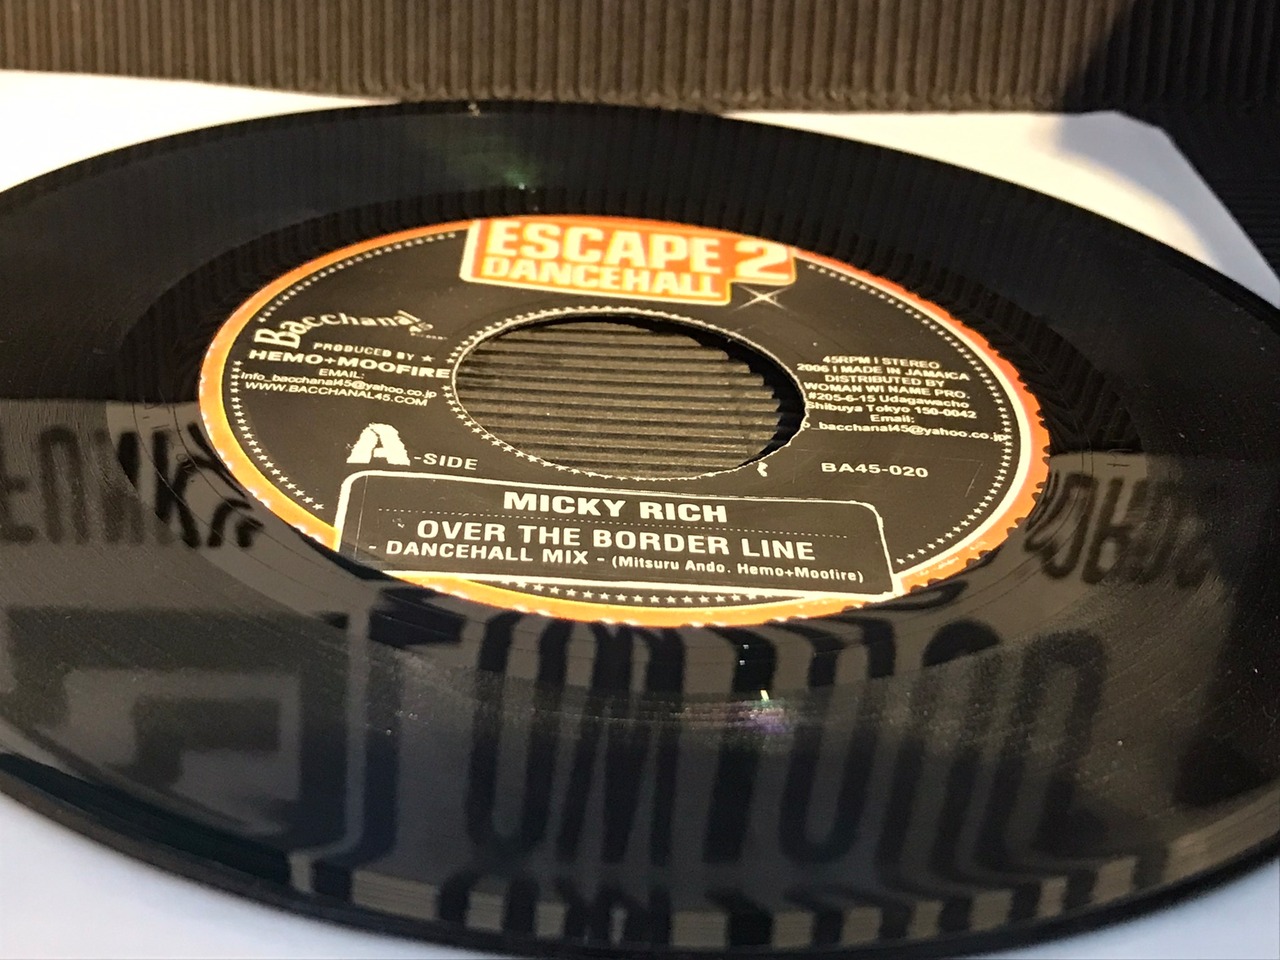 ESCAPE 2
DANCEHALL
Bacchanal 45
PRODUCED BY ★
HEMO+MOOFIRE
EMAIL:
info_bacchanal45@yahoo.co.jp
WWW.BACCHANAL45.COM
A-SIDE
45RPM | STEREO
2006 | MADE IN JAMAICA
DISTRIBUTED BY
WOMAN WI NAME PRO.
#205-6-15 Udagawacho
Shibuya Tokyo 150-0042
Email:
o_bacchanal45@yahoo.co.jp
BA45-020
MICKY RICH
OVER THE BORDER LINE
- DANCEHALL MIX - (Mitsuru Ando, Hemo+Moofire)